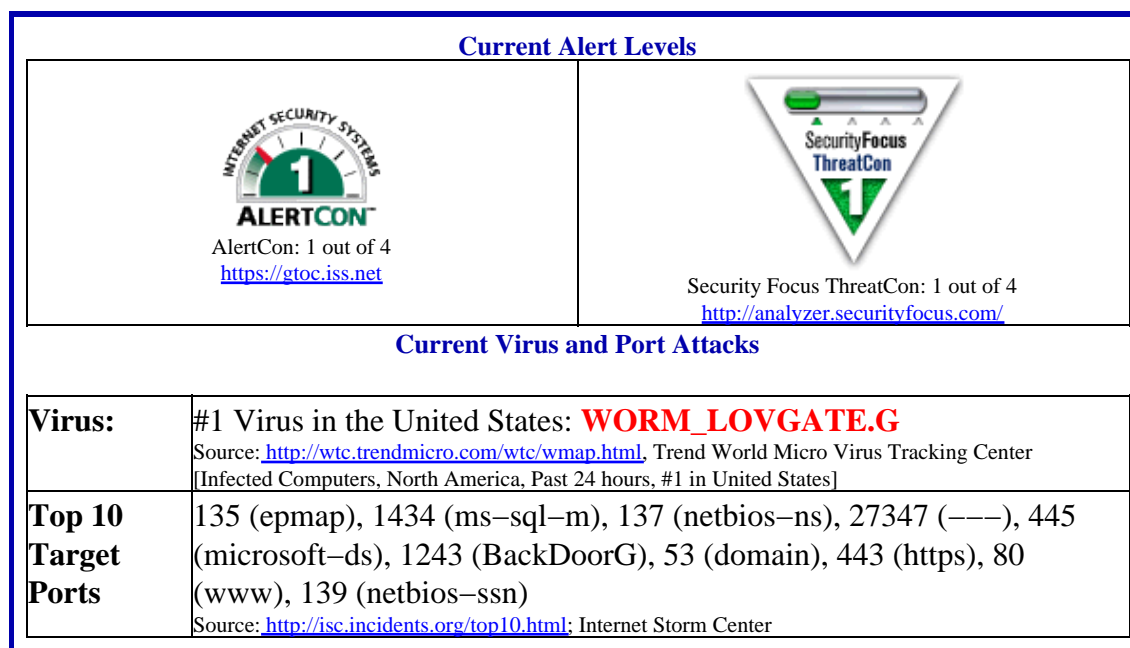 Current Alert Levels
INTERNET SECURITY SYSTEMS
1
ALERTCON™
AlertCon: 1 out of 4
https://gtoc.iss.net
SecurityFocus
ThreatCon
1
Security Focus ThreatCon: 1 out of 4
http://analyzer.securityfocus.com/
Current Virus and Port Attacks
Virus:
#1 Virus in the United States: WORM_LOVGATE.G
Source: http://wtc.trendmicro.com/wtc/wmap.html, Trend World Micro Virus Tracking Center
[Infected Computers, North America, Past 24 hours, #1 in United States]
Top 10
Target
Ports
135 (epmap), 1434 (ms−sql−m), 137 (netbios−ns), 27347 (−−−), 445
(microsoft−ds), 1243 (BackDoorG), 53 (domain), 443 (https), 80
(www), 139 (netbios−ssn)
Source: http://isc.incidents.org/top10.html; Internet Storm Center